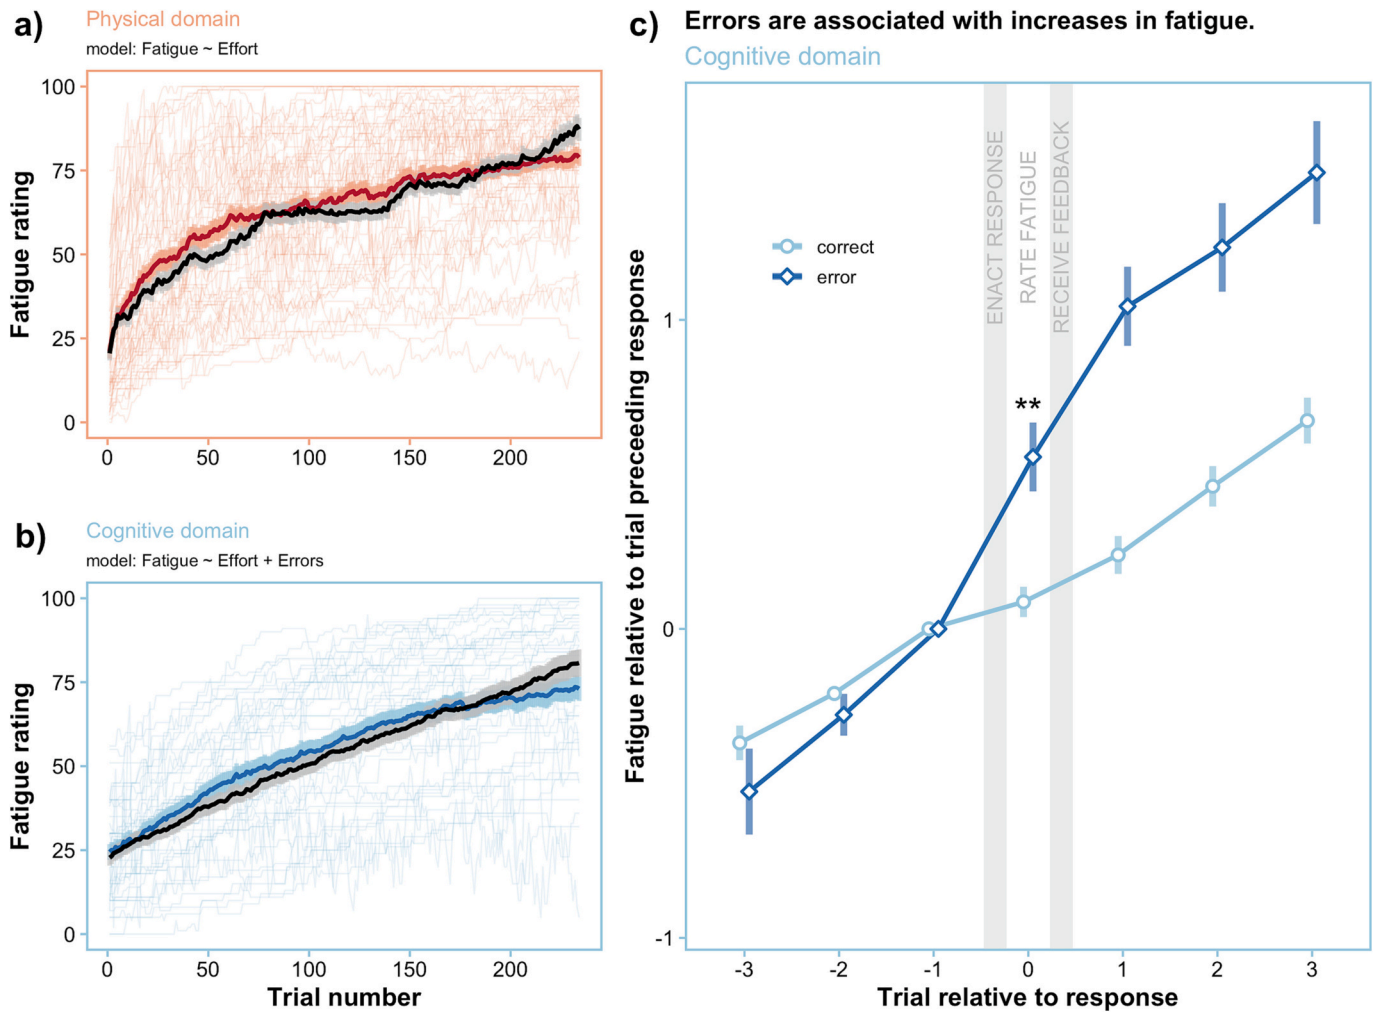 a)
Physical domain
model: Fatigue ~ Effort
100
75
50
25
0
Fatigue rating
0 50 100 150 200
b)
Cognitive domain
model: Fatigue ~ Effort + Errors
100
75
50
25
0
Fatigue rating
0 50 100 150 200
Trial number
c) Errors are associated with increases in fatigue.
Cognitive domain
ENACT RESPONSE
RATE FATIGUE
RECEIVE FEEDBACK
correct
error
**
1
0
-1
Fatigue relative to trial preceeding response
-3 -2 -1 0 1 2 3
Trial relative to response